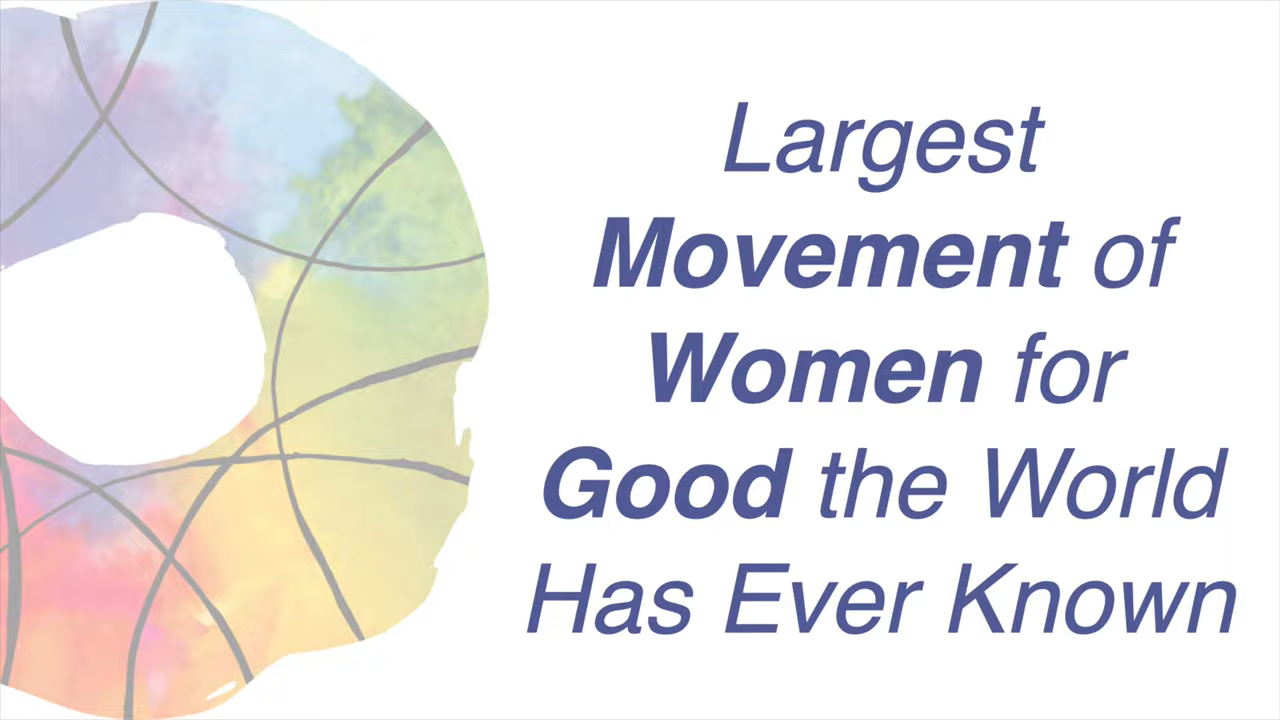 Largest
Movement of
Women for
Good the World
Has Ever Known